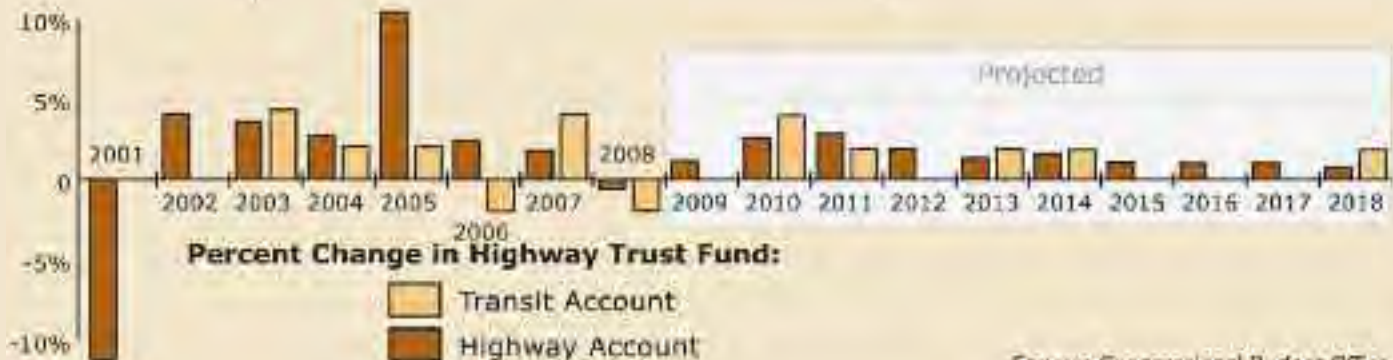 10%
5%
0
-5%
-10%
Projected
2001
2008
2002 2003 2004 2005 2007 2009 2010 2011 2012 2013 2014 2015 2016 2017 2018
2006
Percent Change in Highway Trust Fund:
Transit Account
Highway Account